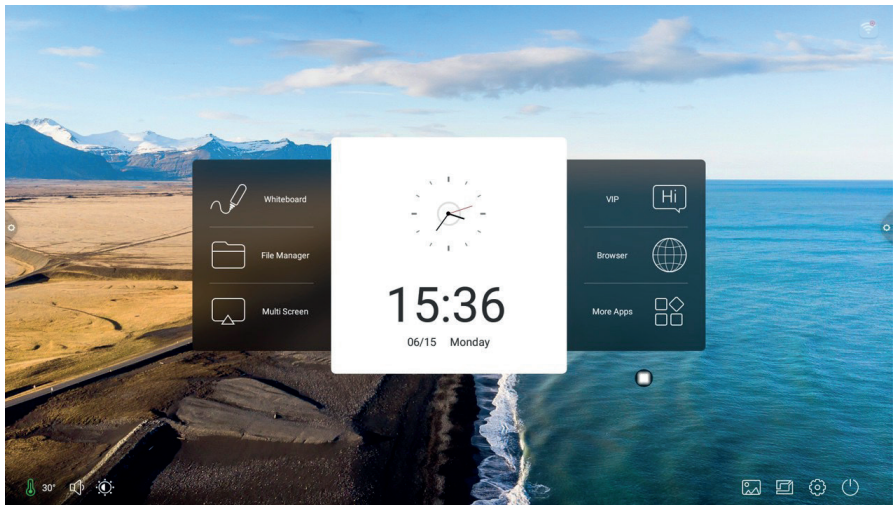 Whiteboard
File Manager
Multi Screen
15:36
06/15 Monday
VIP
Hi
Browser
More Apps
30°